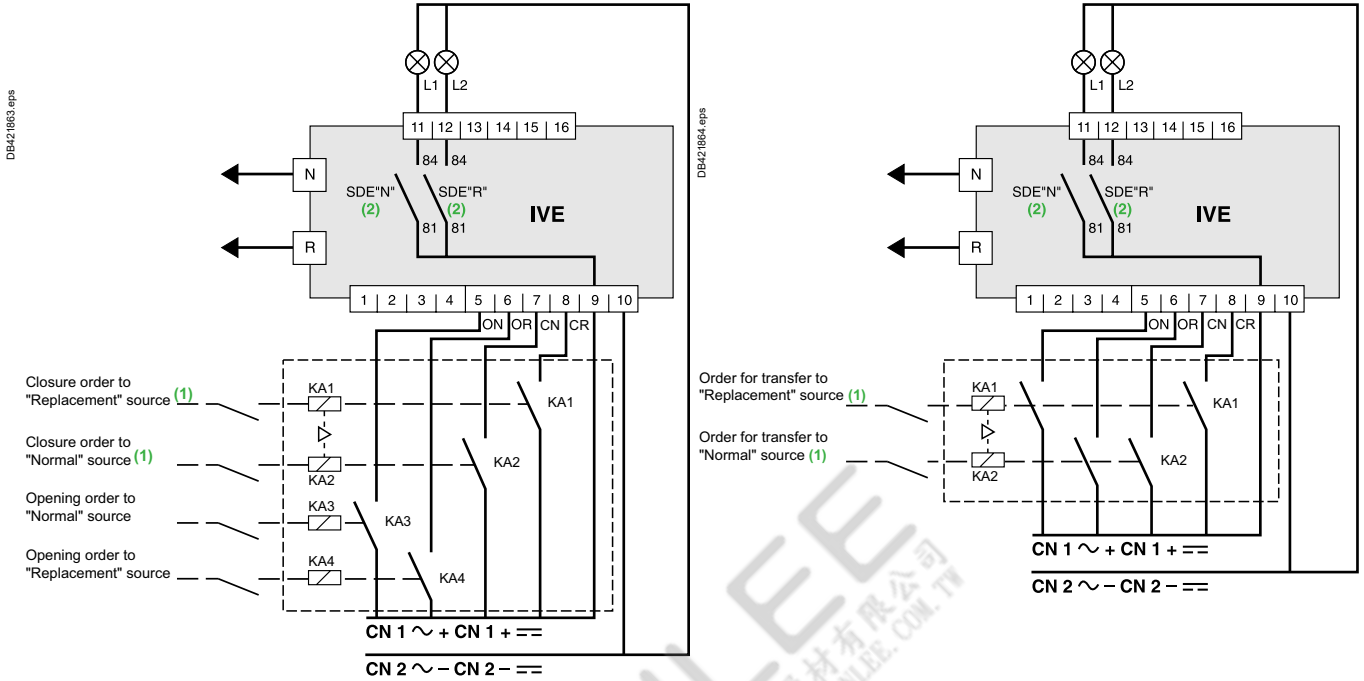 DB421863.eps
L1 L2
11 12 13 14 15 16
84 84
N
SDE"N" SDE"R"
(2) (2)
IVE
81 81
R
1 2 3 4 5 6 7 8 9 10
ON OR CN CR
Closure order to
"Replacement" source (1)
KA1
KA1
Closure order to
"Normal" source (1)
KA2
KA2
Opening order to
"Normal" source
KA3
KA3
Opening order to
"Replacement" source
KA4
KA4
CN 1 ~ + CN 1 + ⎓
CN 2 ~ – CN 2 – ⎓
DB421864.eps
L1 L2
11 12 13 14 15 16
84 84
N
SDE"N" SDE"R"
(2) (2)
IVE
81 81
R
1 2 3 4 5 6 7 8 9 10
ON OR CN CR
Order for transfer to
"Replacement" source (1)
KA1
KA1
Order for transfer to
"Normal" source (1)
KA2
KA2
CN 1 ~ + CN 1 + ⎓
CN 2 ~ – CN 2 – ⎓